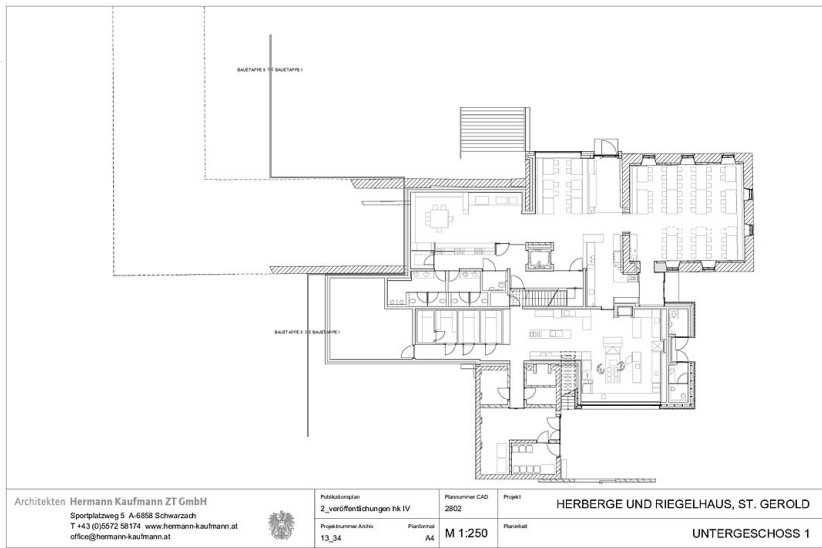 BAUETAPPE II BAUETAPPE I
BAUETAPPE II BAUETAPPE I
Architekten Hermann Kaufmann ZT GmbH
Sportplatzweg 5 A-6858 Schwarzach
T +43 (0)5572 58174 www.hermann-kaufmann.at
office@hermann-kaufmann.at
Publikationsplan
2_veröffentlichungen hk IV
Projektnummer Archiv Planformat
13_34 A4
Plannummer CAD
2802
M 1:250
Projekt
HERBERGE UND RIEGELHAUS, ST. GEROLD
Planinhalt
UNTERGESCHOSS 1